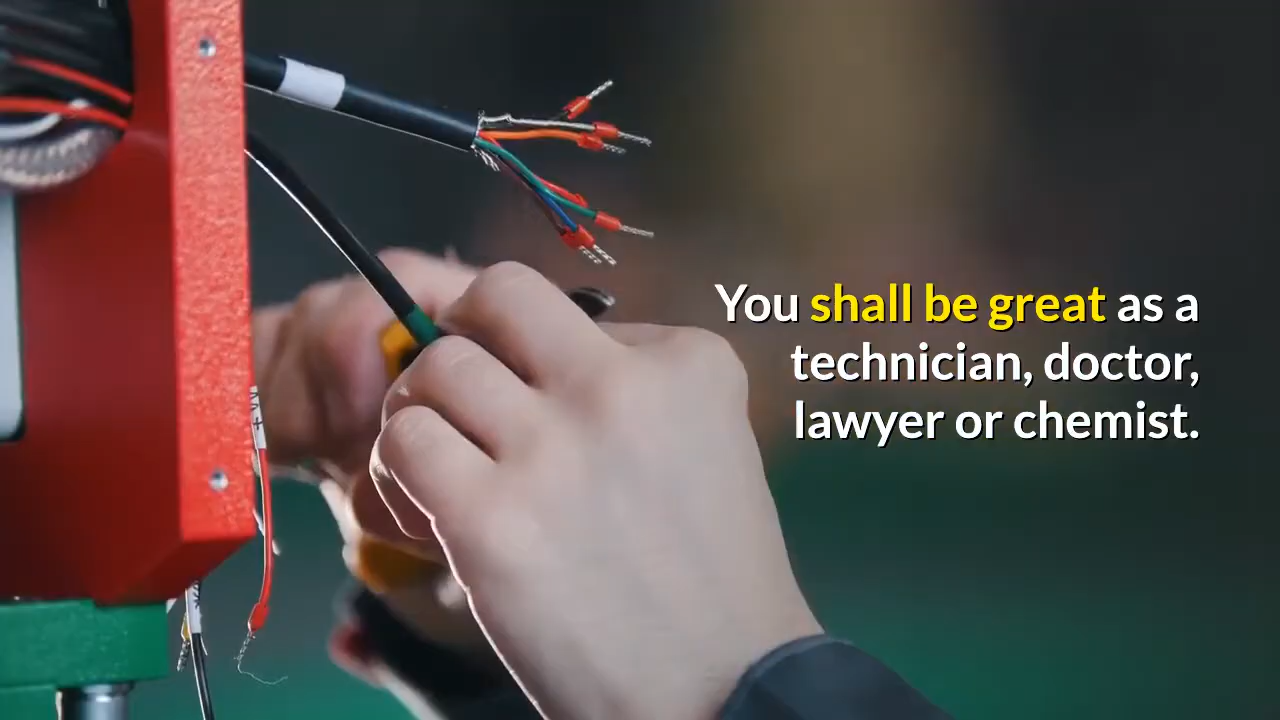 You shall be great as a
technician, doctor,
lawyer or chemist.